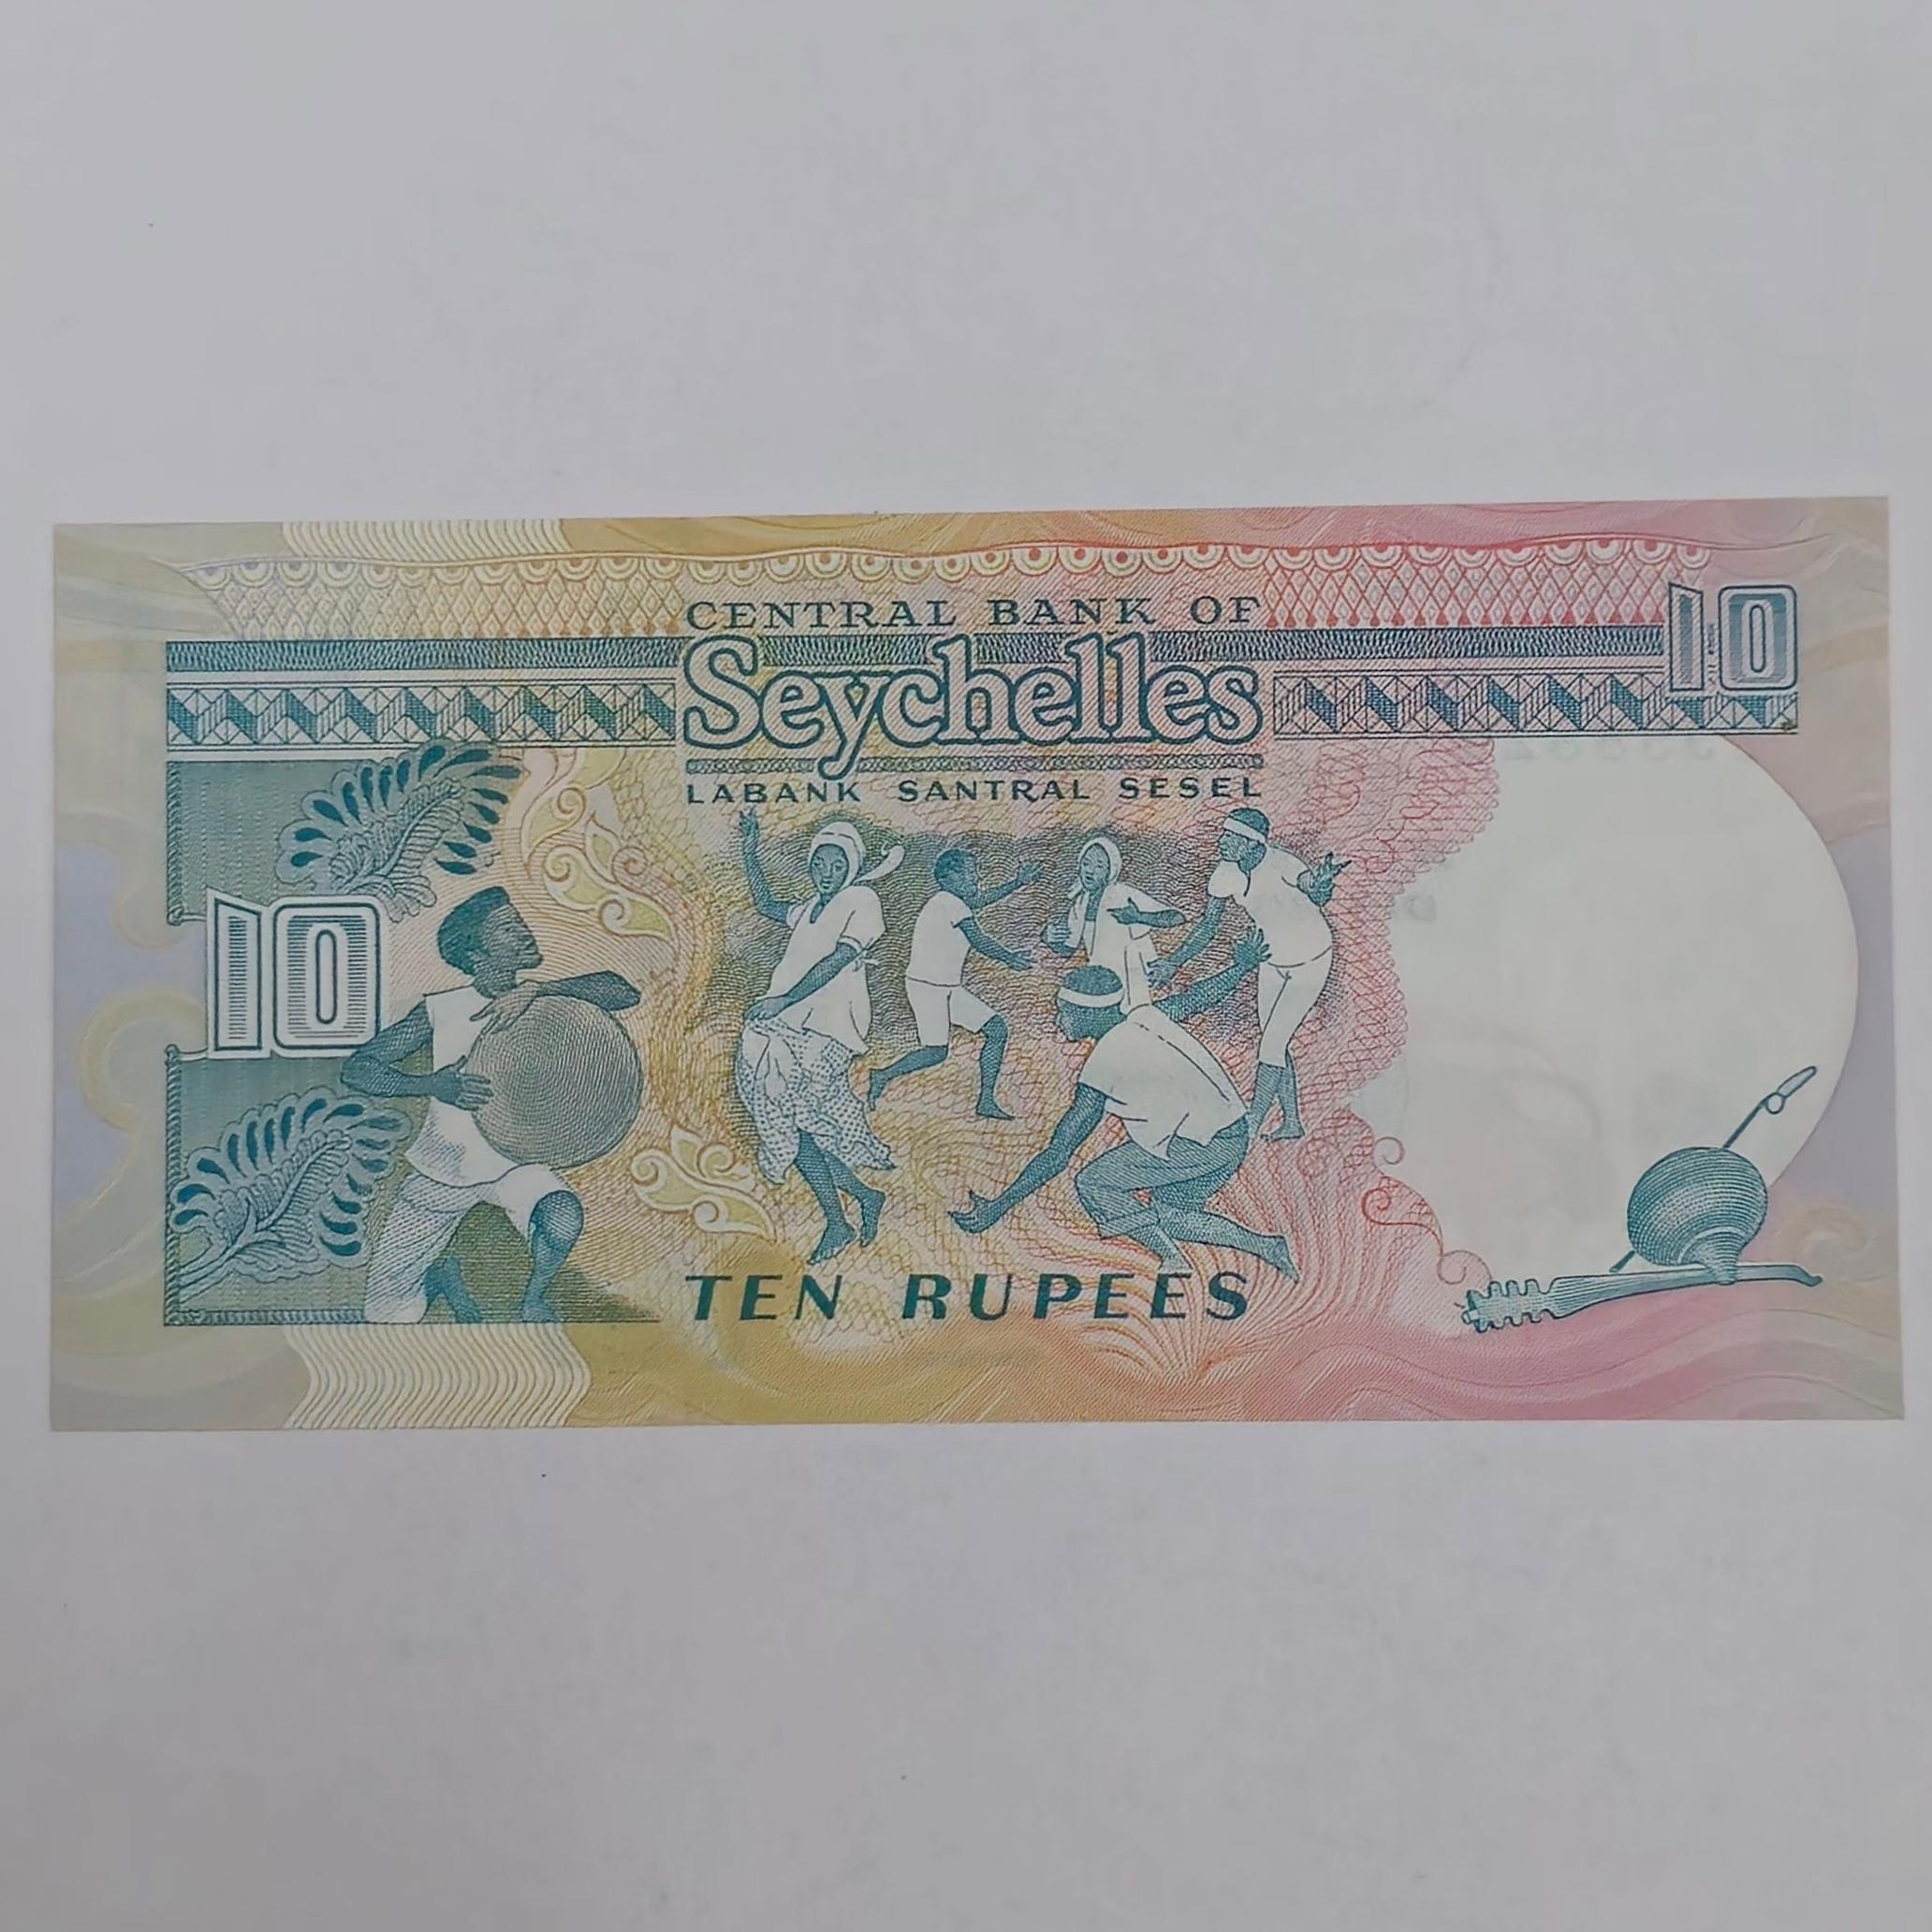 CENTRAL BANK OF
10
Seychelles
LABANK SANTRAL SESEL
10
TEN RUPEES